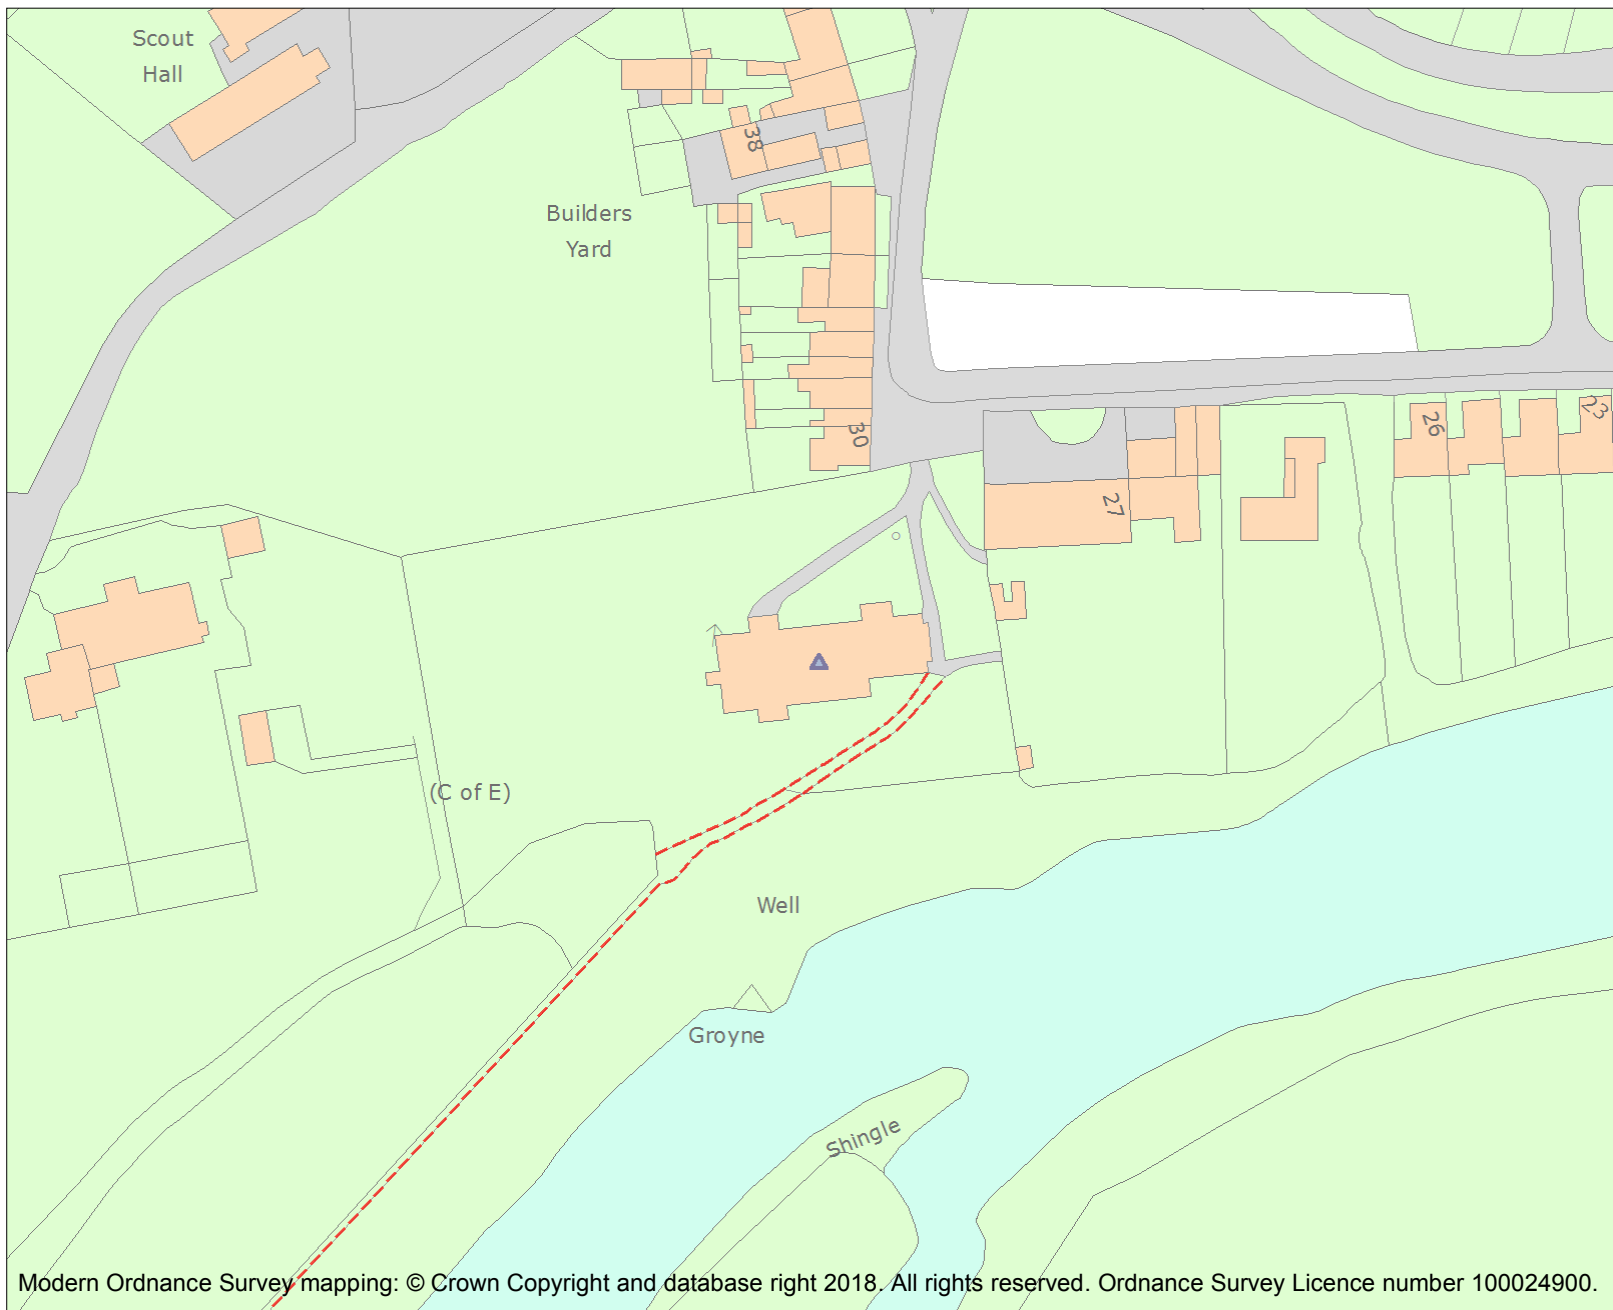 Scout
Hall
38
Builders
Yard
30
26
23
27
(C of E)
Well
Groyne
Shingle
Modern Ordnance Survey mapping: © Crown Copyright and database right 2018. All rights reserved. Ordnance Survey Licence number 100024900.